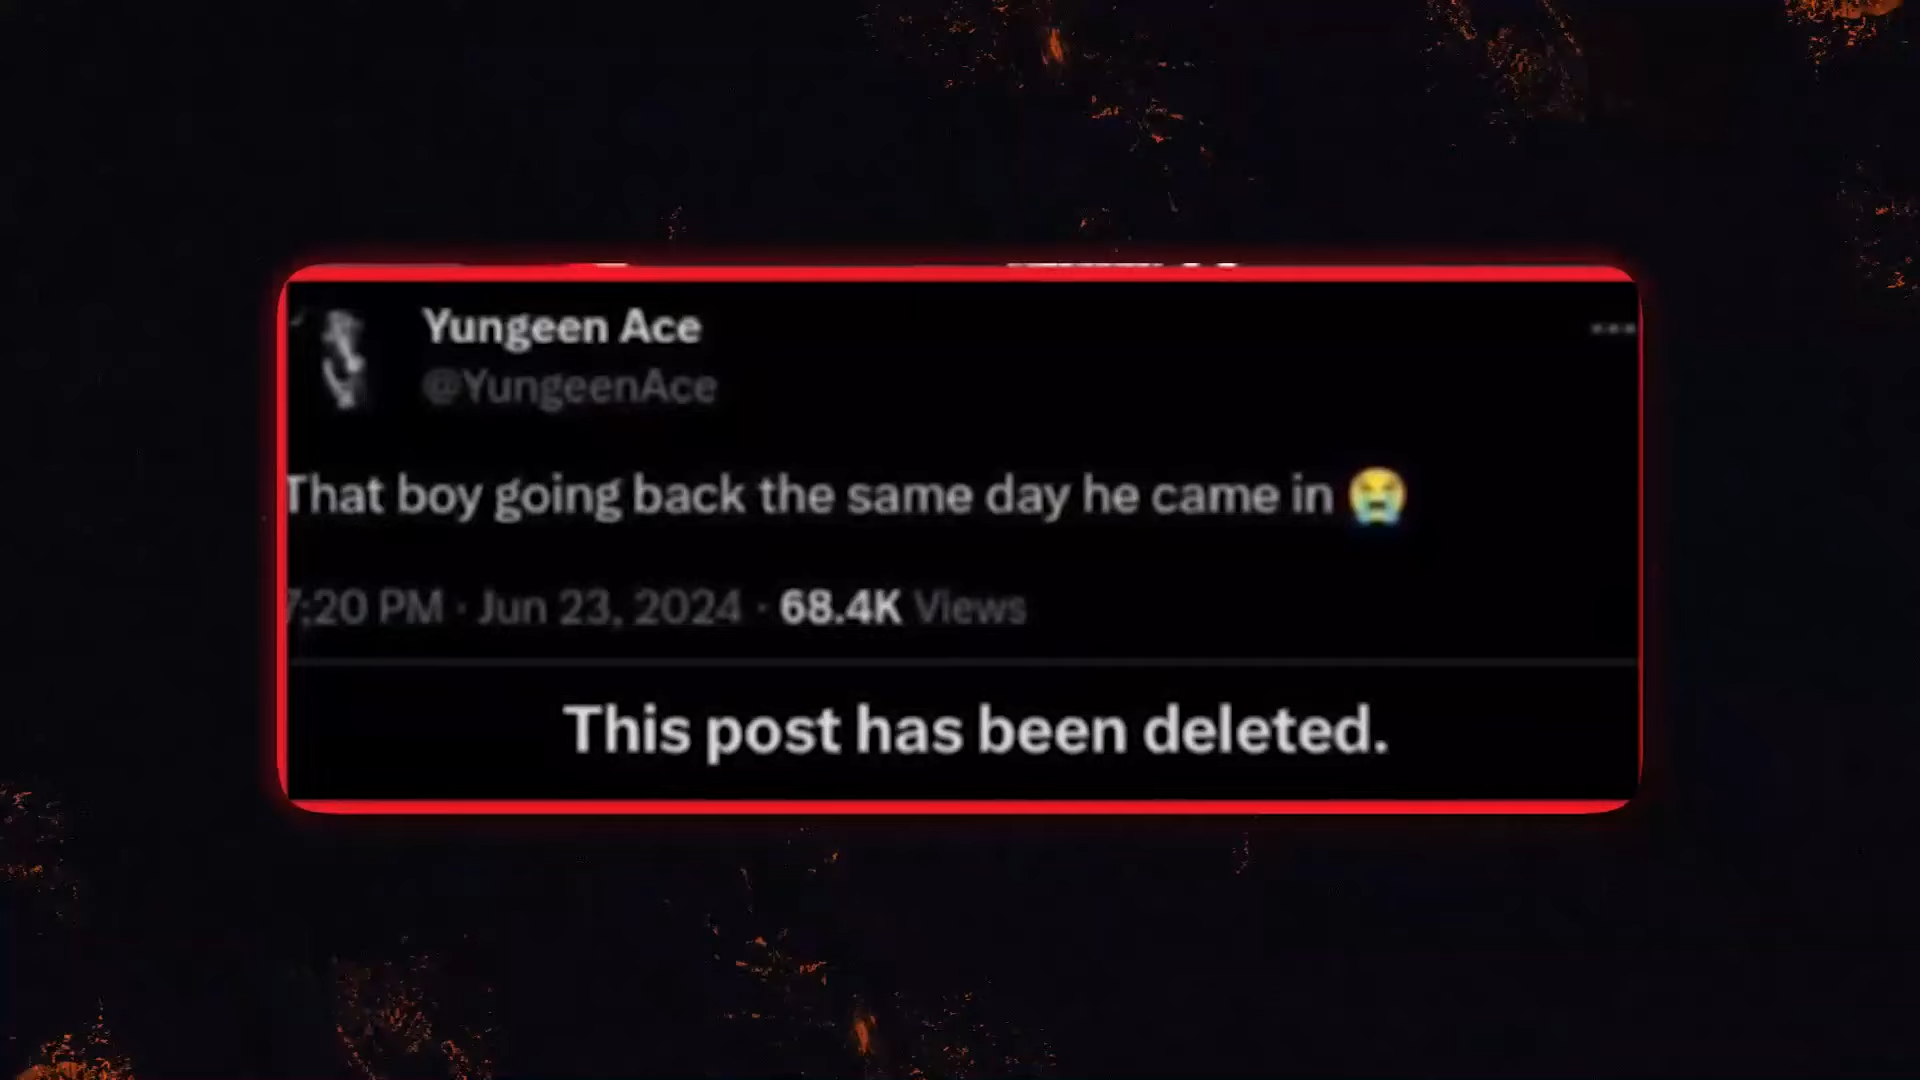 Yungeen Ace
@YungeenAce
That boy going back the same day he came in 😭
7:20 PM · Jun 23, 2024 · 68.4K Views
This post has been deleted.